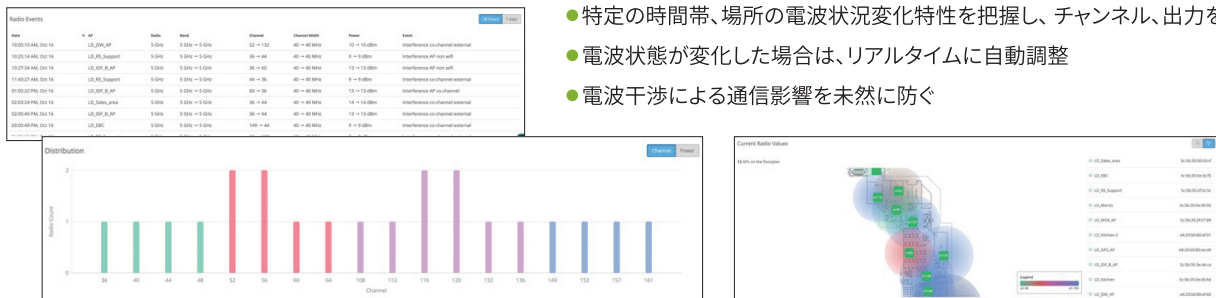 Radio Events
24 Hours 7 days
Date AP Radio Band Channel Channel Width Power Event
10:05:10 AM, Oct 16 LD_JSW_AP 5 GHz 5 GHz → 5 GHz 52 → 132 40 → 40 MHz 10 → 10 dBm Interference co-channel external
10:25:14 AM, Oct 16 LD_RS_Support 5 GHz 5 GHz → 5 GHz 36 → 44 40 → 40 MHz 9 → 9 dBm Interference AP non wifi
10:27:34 AM, Oct 16 LD_IDF_B_AP 5 GHz 5 GHz → 5 GHz 36 → 60 40 → 40 MHz 13 → 13 dBm Interference AP non wifi
11:43:27 AM, Oct 16 LD_RS_Support 5 GHz 5 GHz → 5 GHz 44 → 36 40 → 40 MHz 9 → 9 dBm Interference co-channel external
01:05:22 PM, Oct 16 LD_IDF_B_AP 5 GHz 5 GHz → 5 GHz 60 → 36 40 → 40 MHz 13 → 13 dBm Interference AP co-channel
02:03:24 PM, Oct 16 LD_Sales_area 5 GHz 5 GHz → 5 GHz 36 → 44 40 → 40 MHz 14 → 14 dBm Interference co-channel external
02:05:40 PM, Oct 16 LD_IDF_B_AP 5 GHz 5 GHz → 5 GHz 36 → 44 40 → 40 MHz 13 → 13 dBm Interference co-channel external
03:05:49 PM, Oct 16 LD_EBC 5 GHz 5 GHz → 5 GHz 149 → 44 40 → 40 MHz 9 → 9 dBm Interference co-channel external
●特定の時間帯、場所の電波状況変化特性を把握し、チャンネル、出力を
●電波状態が変化した場合は、リアルタイムに自動調整
●電波干渉による通信影響を未然に防ぐ
Distribution
Channel Power
Radio Count
2
1
0
36 40 44 48 52 56 60 64 108 112 116 120 132 136 149 153 157 161
Channel
Current Radio Values
LD_Sales_area
LD_EBC
LD_RS_Support
LD_Marvis
LD_Kitchen-2
LD_IDF_B_AP
LD_Kitchen
Legend